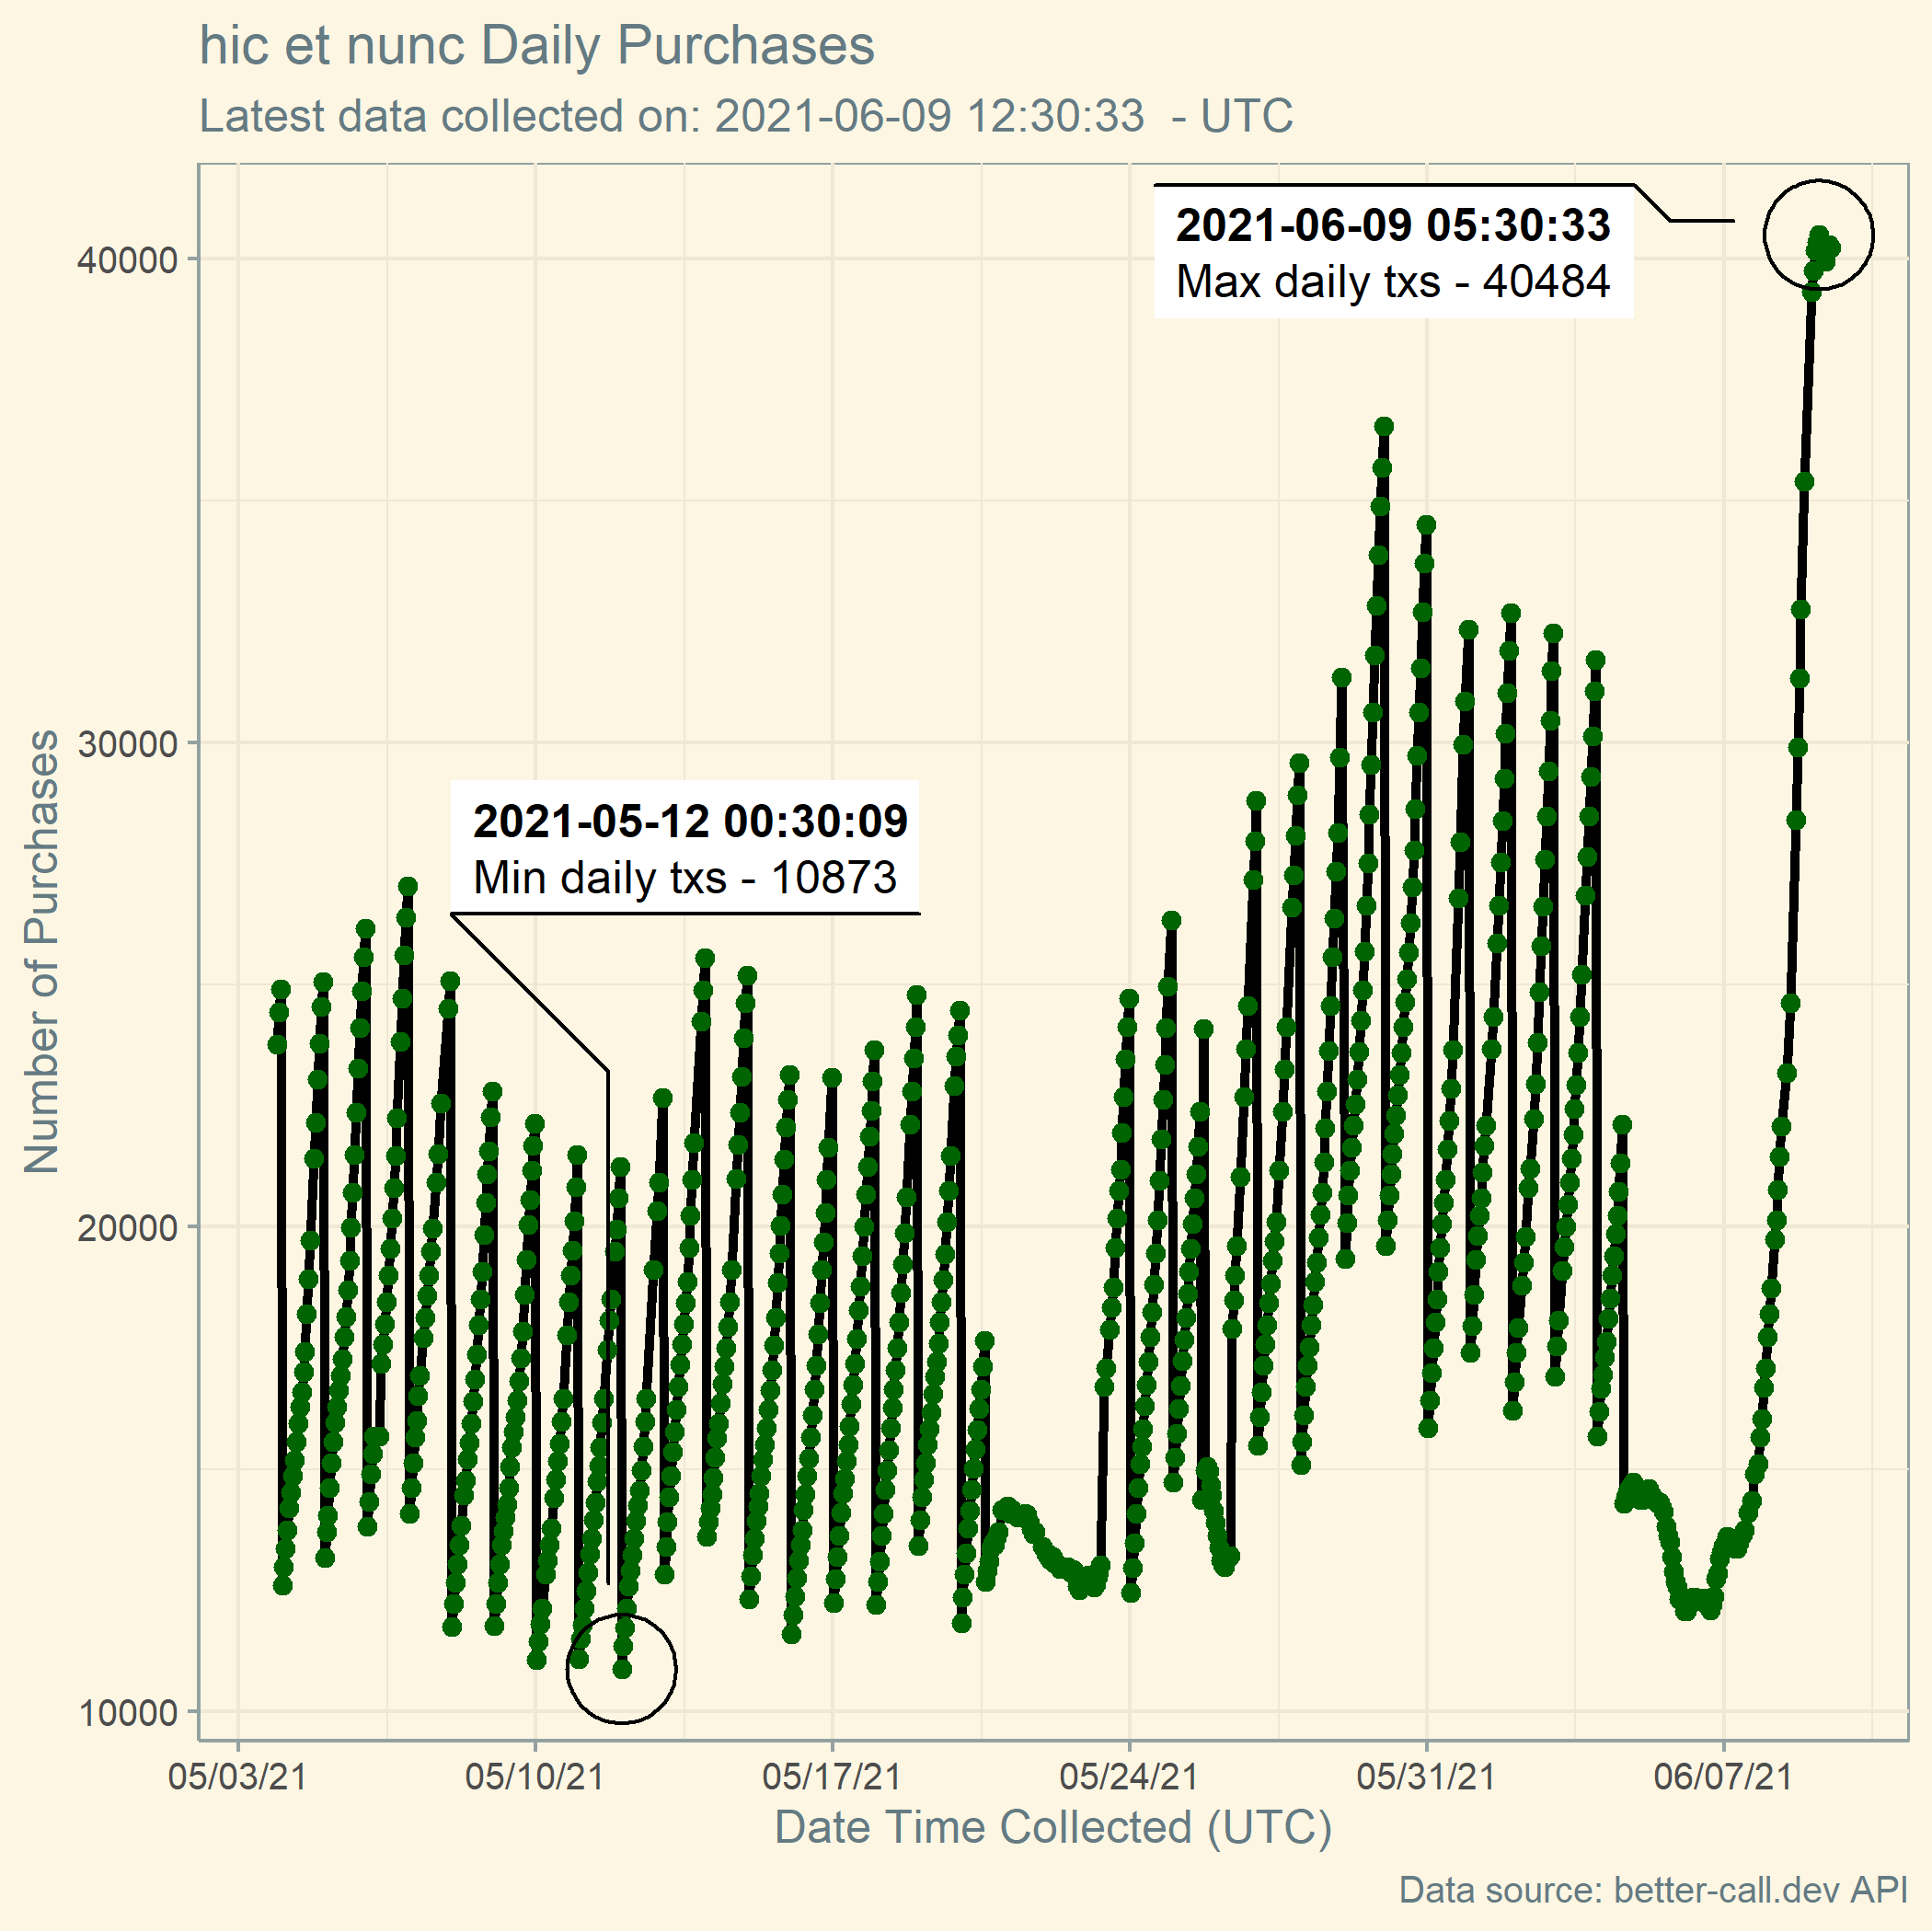 hic et nunc Daily Purchases
Latest data collected on: 2021-06-09 12:30:33  - UTC
2021-06-09 05:30:33
Max daily txs - 40484
2021-05-12 00:30:09
Min daily txs - 10873
Number of Purchases
40000
30000
20000
10000
05/03/21
05/10/21
05/17/21
05/24/21
05/31/21
06/07/21
Date Time Collected (UTC)
Data source: better-call.dev API